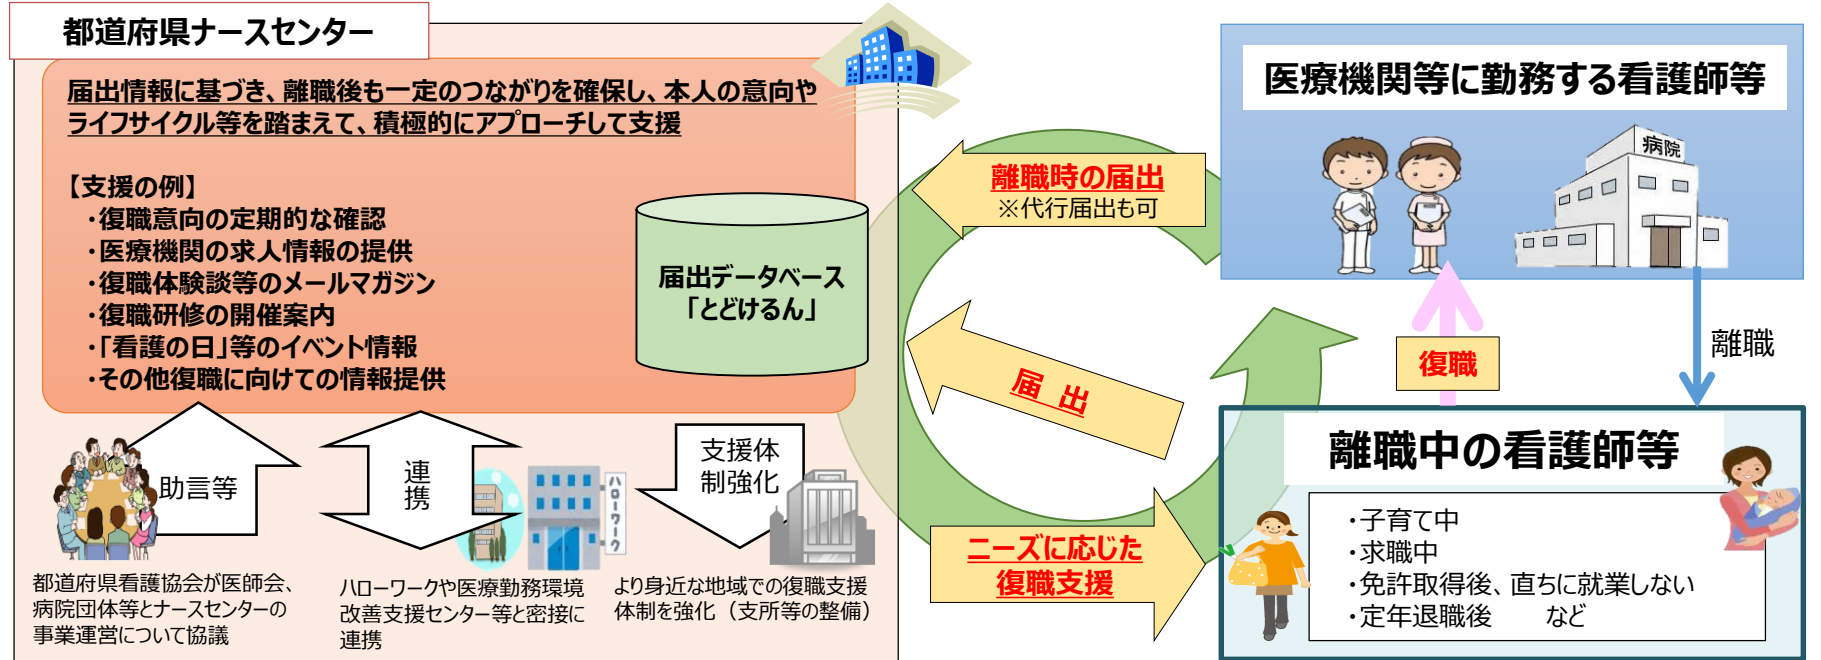 都道府県ナースセンター
届出情報に基づき、離職後も一定のつながりを確保し、本人の意向や
ライフサイクル等を踏まえて、積極的にアプローチして支援
【支援の例】
・復職意向の定期的な確認
・医療機関の求人情報の提供
・復職体験談等のメールマガジン
・復職研修の開催案内
・「看護の日」等のイベント情報
・その他復職に向けての情報提供
届出データベース
「とどけるん」
助言等
連
携
ハローワーク
支援体
制強化
都道府県看護協会が医師会、
病院団体等とナースセンターの
事業運営について協議
ハローワークや医療勤務環境
改善支援センター等と密接に
連携
より身近な地域での復職支援
体制を強化（支所等の整備）
離職時の届出
※代行届出も可
届 出
ニーズに応じた
復職支援
医療機関等に勤務する看護師等
病院
復職
離職
離職中の看護師等
・子育て中
・求職中
・免許取得後、直ちに就業しない
・定年退職後　　など